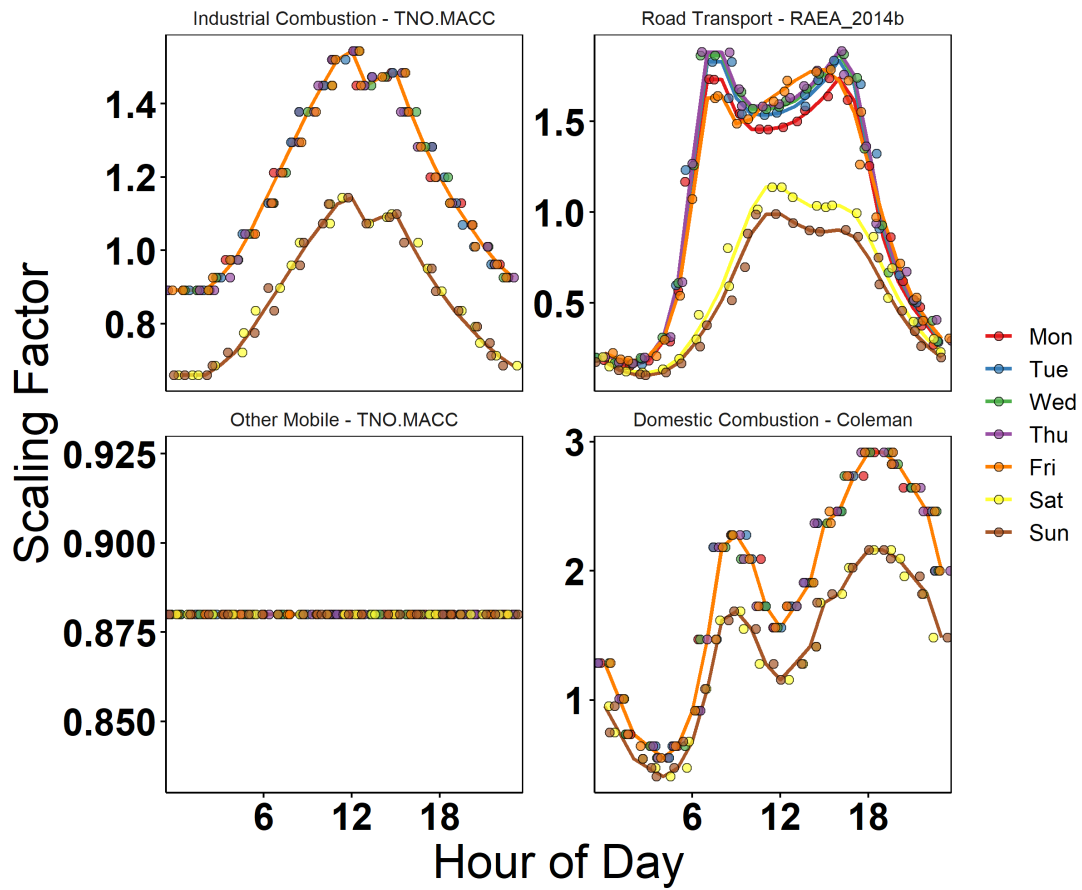 Industrial Combustion - TNO.MACC
Road Transport - RAEA_2014b
1.4
1.2
1.0
0.8
1.5
1.0
0.5
Scaling Factor
Other Mobile - TNO.MACC
Domestic Combustion - Coleman
0.925
0.900
0.875
0.850
3
2
1
6 12 18
6 12 18
Hour of Day
Mon
Tue
Wed
Thu
Fri
Sat
Sun